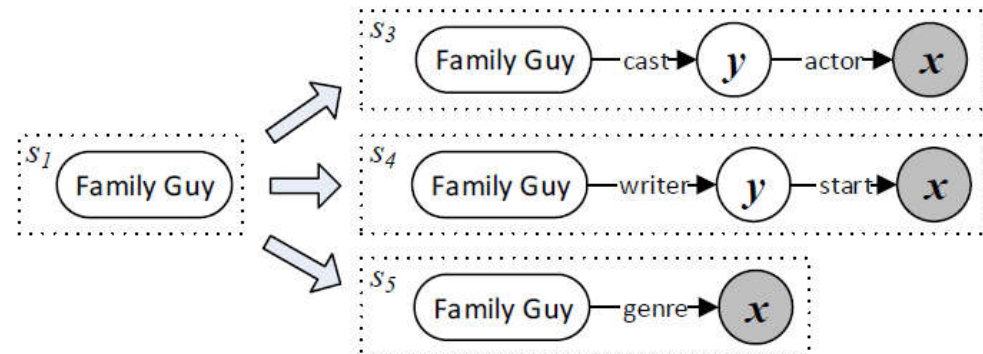 s3
Family Guy cast y actor x
s1
Family Guy
s4
Family Guy writer y start x
s5
Family Guy genre x